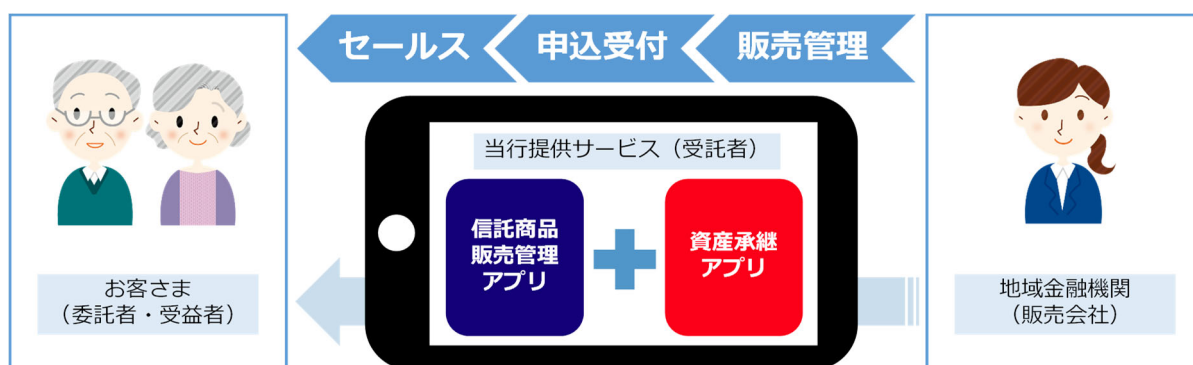 セールス
申込受付
販売管理
当行提供サービス（受託者）
信託商品
販売管理
アプリ
資産承継
アプリ
お客さま
（委託者・受益者）
地域金融機関
（販売会社）